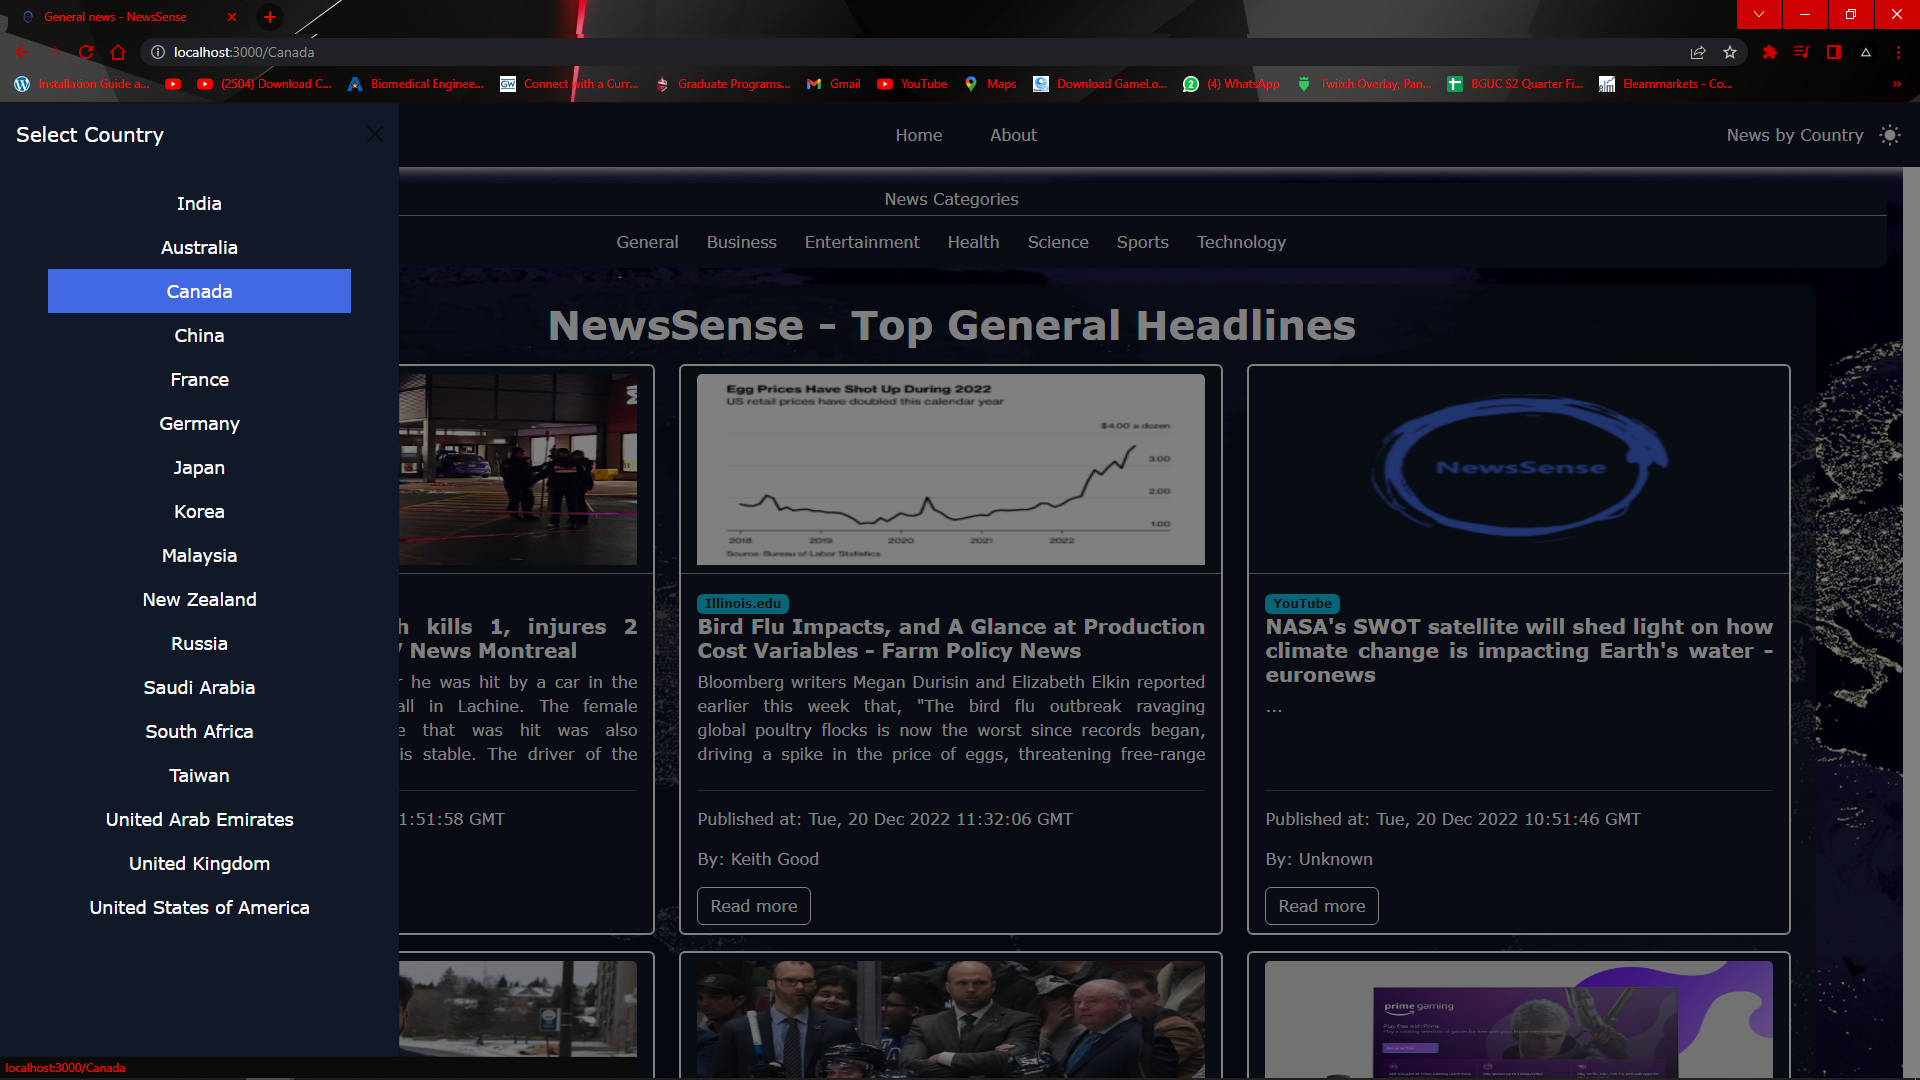 General news - NewsSense
localhost:3000/Canada
Installation Guide a...
(2504) Download C...
Biomedical Enginee...
Connect with a Curr...
Graduate Programs...
Gmail
YouTube
Maps
Download GameLo...
(4) WhatsApp
Twitch Overlay, Pan...
BGUC S2 Quarter Fi...
Elearnmarkets - Co...
Select Country
Home
About
News by Country
India
Australia
Canada
China
France
Germany
Japan
Korea
Malaysia
New Zealand
Russia
Saudi Arabia
South Africa
Taiwan
United Arab Emirates
United Kingdom
United States of America
News Categories
General Business Entertainment Health Science Sports Technology
NewsSense - Top General Headlines
kills 1, injures 2
News Montreal
he was hit by a car in the
in Lachine. The female
that was hit was also
is stable. The driver of the
1:51:58 GMT
Egg Prices Have Shot Up During 2022
US retail prices have doubled this calendar year
$4.00 a dozen
3.00
2.00
1.00
2018 2019 2020 2021 2022
Source: Bureau of Labor Statistics
Illinois.edu
Bird Flu Impacts, and A Glance at Production
Cost Variables - Farm Policy News
Bloomberg writers Megan Durisin and Elizabeth Elkin reported
earlier this week that, "The bird flu outbreak ravaging
global poultry flocks is now the worst since records began,
driving a spike in the price of eggs, threatening free-range
Published at: Tue, 20 Dec 2022 11:32:06 GMT
By: Keith Good
Read more
NewsSense
YouTube
NASA's SWOT satellite will shed light on how
climate change is impacting Earth's water -
euronews
...
Published at: Tue, 20 Dec 2022 10:51:46 GMT
By: Unknown
Read more
prime gaming
Play free with Prime
localhost:3000/Canada